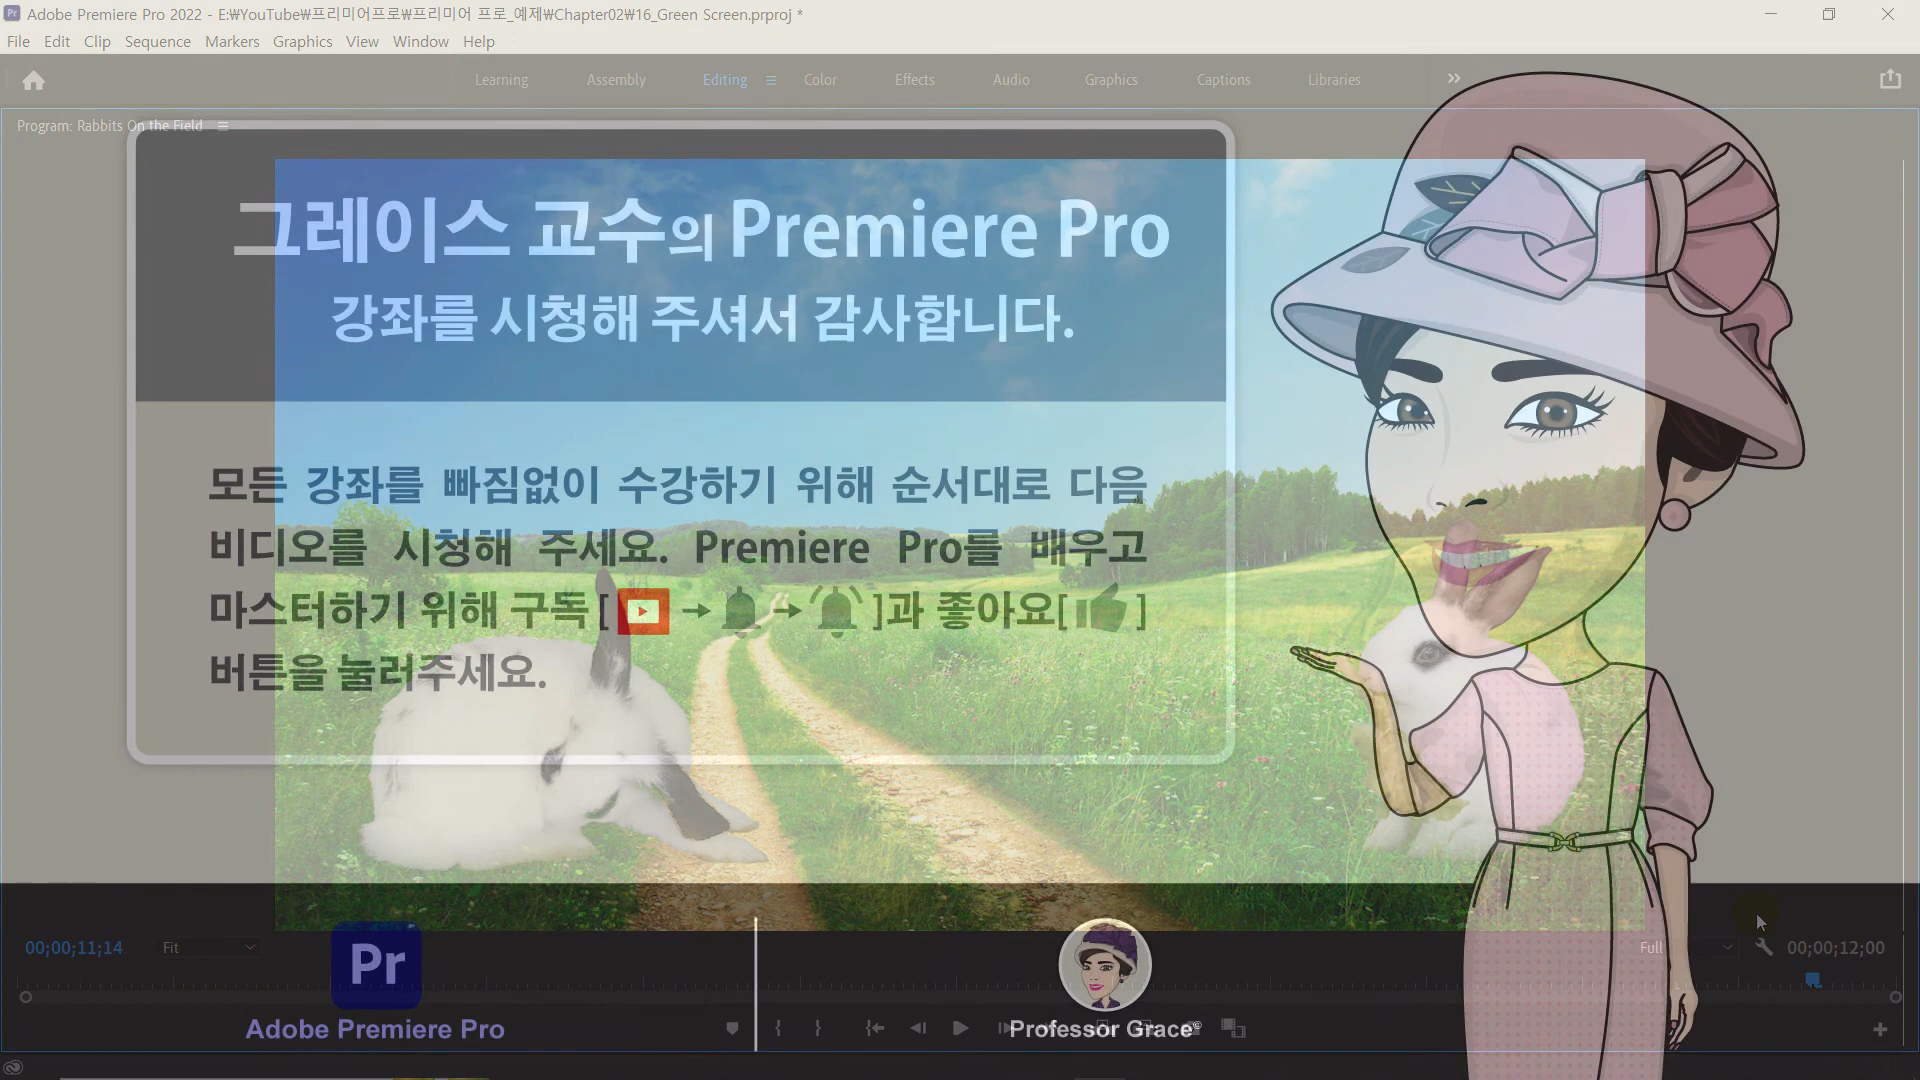 Adobe Premiere Pro 2022 - E:₩YouTube₩프리미어프로₩프리미어 프로_예제₩Chapter02₩16_Green Screen.prproj *
File Edit Clip Sequence Markers Graphics View Window Help
Learning Assembly Editing Color Effects Audio Graphics Captions Libraries
Program: Rabbits On the Field
그레이스 교수의 Premiere Pro
강좌를 시청해 주셔서 감사합니다.
모든 강좌를 빠짐없이 수강하기 위해 순서대로 다음
비디오를 시청해 주세요. Premiere Pro를 배우고
마스터하기 위해 구독 [ → → ]과 좋아요[ ]
버튼을 눌러주세요.
00;00;11;14 Fit Full 00;00;12;00
Pr
Adobe Premiere Pro
Professor Grace©